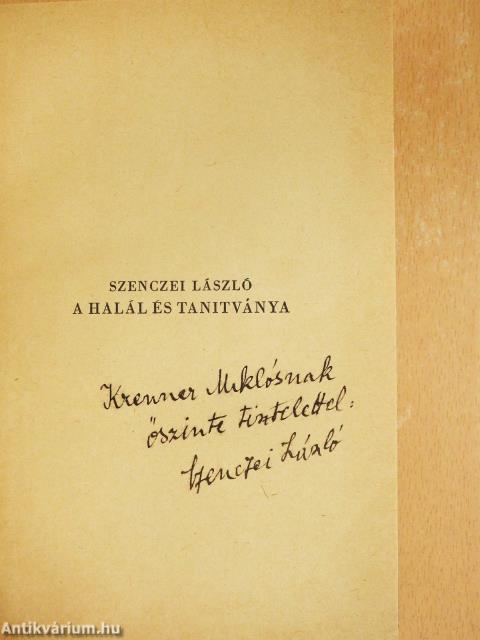 SZENCZEI LÁSZLÓ
A HALÁL ÉS TANITVÁNYA
Krenner Miklósnak
őszinte tisztelettel:
Szenczei László
Antikvárium.hu